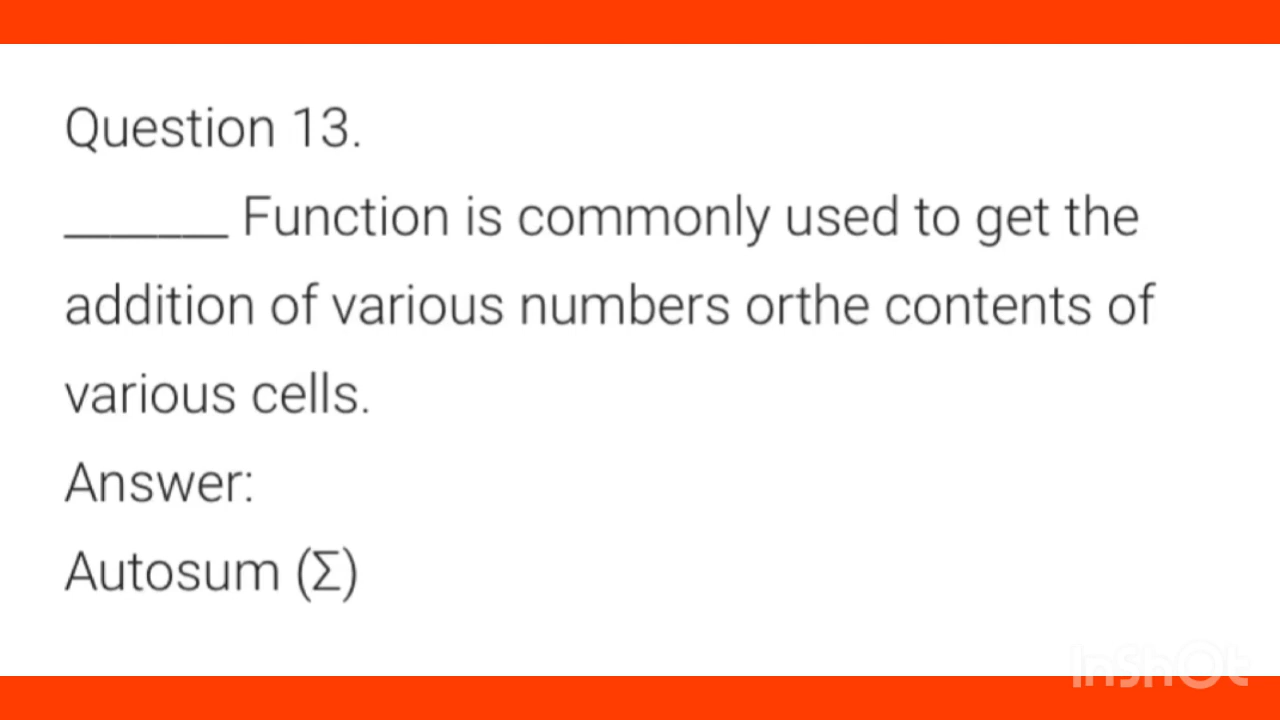 Question 13.
_______ Function is commonly used to get the
addition of various numbers orthe contents of
various cells.
Answer:
Autosum (Σ)
InShOt